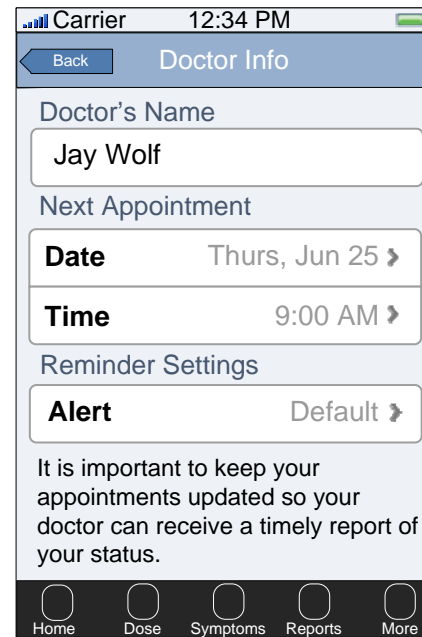 Carrier 12:34 PM
Back Doctor Info
Doctor's Name
Jay Wolf
Next Appointment
Date Thurs, Jun 25
Time 9:00 AM
Reminder Settings
Alert Default
It is important to keep your
appointments updated so your
doctor can receive a timely report of
your status.
Home Dose Symptoms Reports More